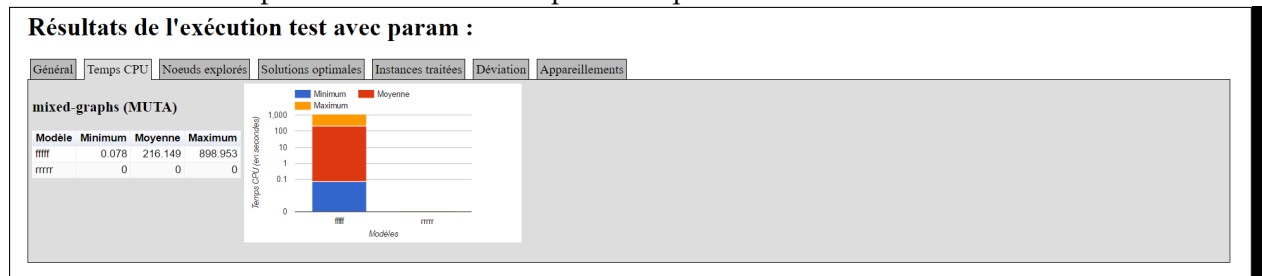 Résultats de l'exécution test avec param :
Général Temps CPU Noeuds explorés Solutions optimales Instances traitées Déviation Appareillements
mixed-graphs (MUTA)
Modèle Minimum Moyenne Maximum
fffff 0.078 216.149 898.953
rrrrr 0 0 0
Minimum Moyenne
Maximum
Temps CPU (en secondes)
1,000
100
10
1
0.1
0
fffff rrrrr
Modèles